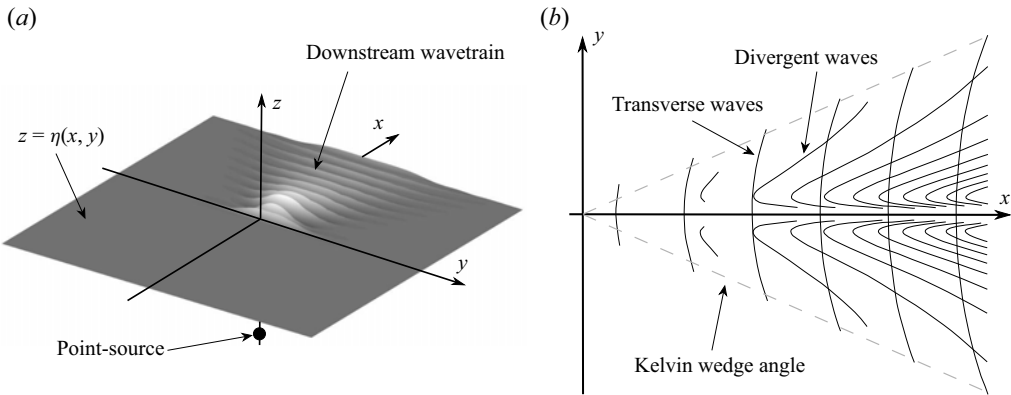 (a)
Downstream wavetrain
z
x
z = η(x, y)
y
Point-source
(b)
y
Divergent waves
Transverse waves
x
Kelvin wedge angle